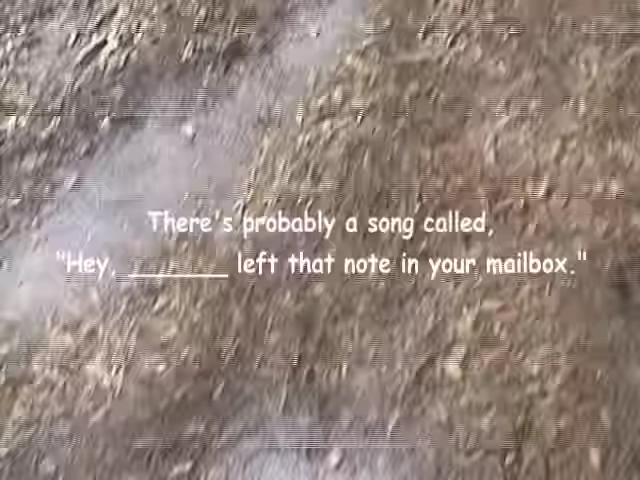 There's probably a song called,
"Hey, _______ left that note in your mailbox."